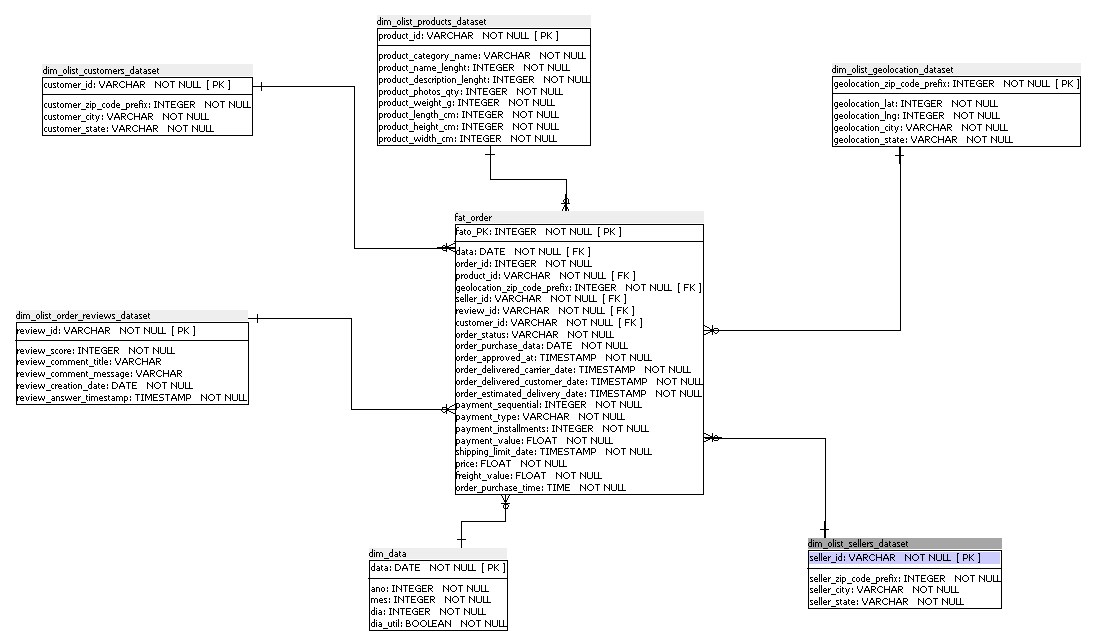 dim_olist_products_dataset
product_id: VARCHAR NOT NULL [ PK ]
product_category_name: VARCHAR NOT NULL
product_name_lenght: INTEGER NOT NULL
product_description_lenght: INTEGER NOT NULL
product_photos_qty: INTEGER NOT NULL
product_weight_g: INTEGER NOT NULL
product_length_cm: INTEGER NOT NULL
product_height_cm: INTEGER NOT NULL
product_width_cm: INTEGER NOT NULL
dim_olist_customers_dataset
customer_id: VARCHAR NOT NULL [ PK ]
customer_zip_code_prefix: INTEGER NOT NULL
customer_city: VARCHAR NOT NULL
customer_state: VARCHAR NOT NULL
dim_olist_geolocation_dataset
geolocation_zip_code_prefix: INTEGER NOT NULL [ PK ]
geolocation_lat: INTEGER NOT NULL
geolocation_lng: INTEGER NOT NULL
geolocation_city: VARCHAR NOT NULL
geolocation_state: VARCHAR NOT NULL
fat_order
fato_PK: INTEGER NOT NULL [ PK ]
data: DATE NOT NULL [ FK ]
order_id: INTEGER NOT NULL
product_id: VARCHAR NOT NULL [ FK ]
geolocation_zip_code_prefix: INTEGER NOT NULL [ FK ]
seller_id: VARCHAR NOT NULL [ FK ]
review_id: VARCHAR NOT NULL [ FK ]
customer_id: VARCHAR NOT NULL [ FK ]
order_status: VARCHAR NOT NULL
order_purchase_data: DATE NOT NULL
order_approved_at: TIMESTAMP NOT NULL
order_delivered_carrier_date: TIMESTAMP NOT NULL
order_delivered_customer_date: TIMESTAMP NOT NULL
order_estimated_delivery_date: TIMESTAMP NOT NULL
payment_sequential: INTEGER NOT NULL
payment_type: VARCHAR NOT NULL
payment_installments: INTEGER NOT NULL
payment_value: FLOAT NOT NULL
shipping_limit_date: TIMESTAMP NOT NULL
price: FLOAT NOT NULL
freight_value: FLOAT NOT NULL
order_purchase_time: TIME NOT NULL
dim_olist_order_reviews_dataset
review_id: VARCHAR NOT NULL [ PK ]
review_score: INTEGER NOT NULL
review_comment_title: VARCHAR
review_comment_message: VARCHAR
review_creation_date: DATE NOT NULL
review_answer_timestamp: TIMESTAMP NOT NULL
dim_data
data: DATE NOT NULL [ PK ]
ano: INTEGER NOT NULL
mes: INTEGER NOT NULL
dia: INTEGER NOT NULL
dia_util: BOOLEAN NOT NULL
dim_olist_sellers_dataset
seller_id: VARCHAR NOT NULL [ PK ]
seller_zip_code_prefix: INTEGER NOT NULL
seller_city: VARCHAR NOT NULL
seller_state: VARCHAR NOT NULL